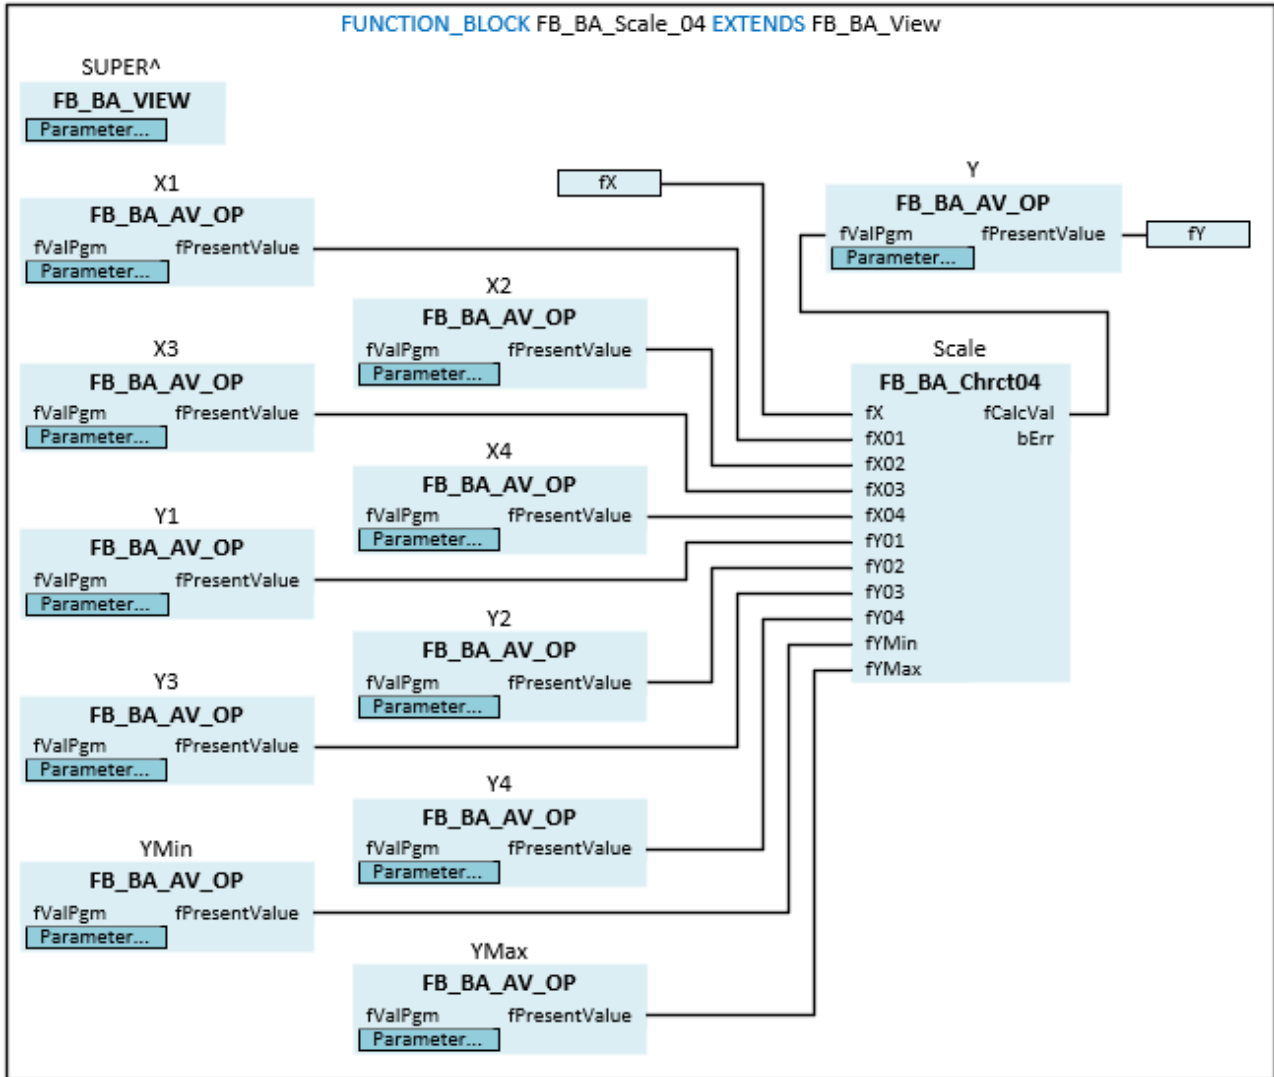 FUNCTION_BLOCK FB_BA_Scale_04 EXTENDS FB_BA_View
SUPER^
FB_BA_VIEW
Parameter...
X1
FB_BA_AV_OP
fValPgm fPresentValue
Parameter...
fX
Y
FB_BA_AV_OP
fValPgm fPresentValue
Parameter...
fY
X2
FB_BA_AV_OP
fValPgm fPresentValue
Parameter...
X3
FB_BA_AV_OP
fValPgm fPresentValue
Parameter...
X4
FB_BA_AV_OP
fValPgm fPresentValue
Parameter...
Y1
FB_BA_AV_OP
fValPgm fPresentValue
Parameter...
Y2
FB_BA_AV_OP
fValPgm fPresentValue
Parameter...
Y3
FB_BA_AV_OP
fValPgm fPresentValue
Parameter...
Y4
FB_BA_AV_OP
fValPgm fPresentValue
Parameter...
YMin
FB_BA_AV_OP
fValPgm fPresentValue
Parameter...
YMax
FB_BA_AV_OP
fValPgm fPresentValue
Parameter...
Scale
FB_BA_Chrct04
fX fCalcVal
fX01 bErr
fX02
fX03
fX04
fY01
fY02
fY03
fY04
fYMin
fYMax